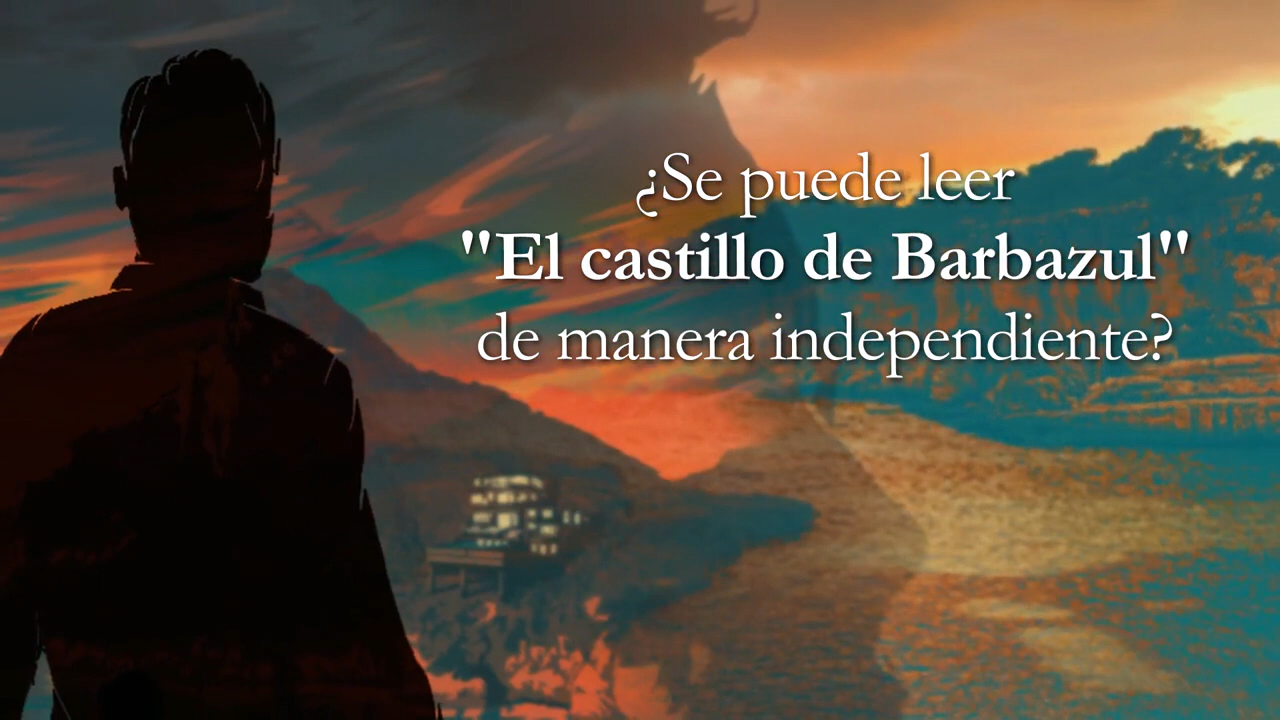 ¿Se puede leer
"El castillo de Barbazul"
de manera independiente?